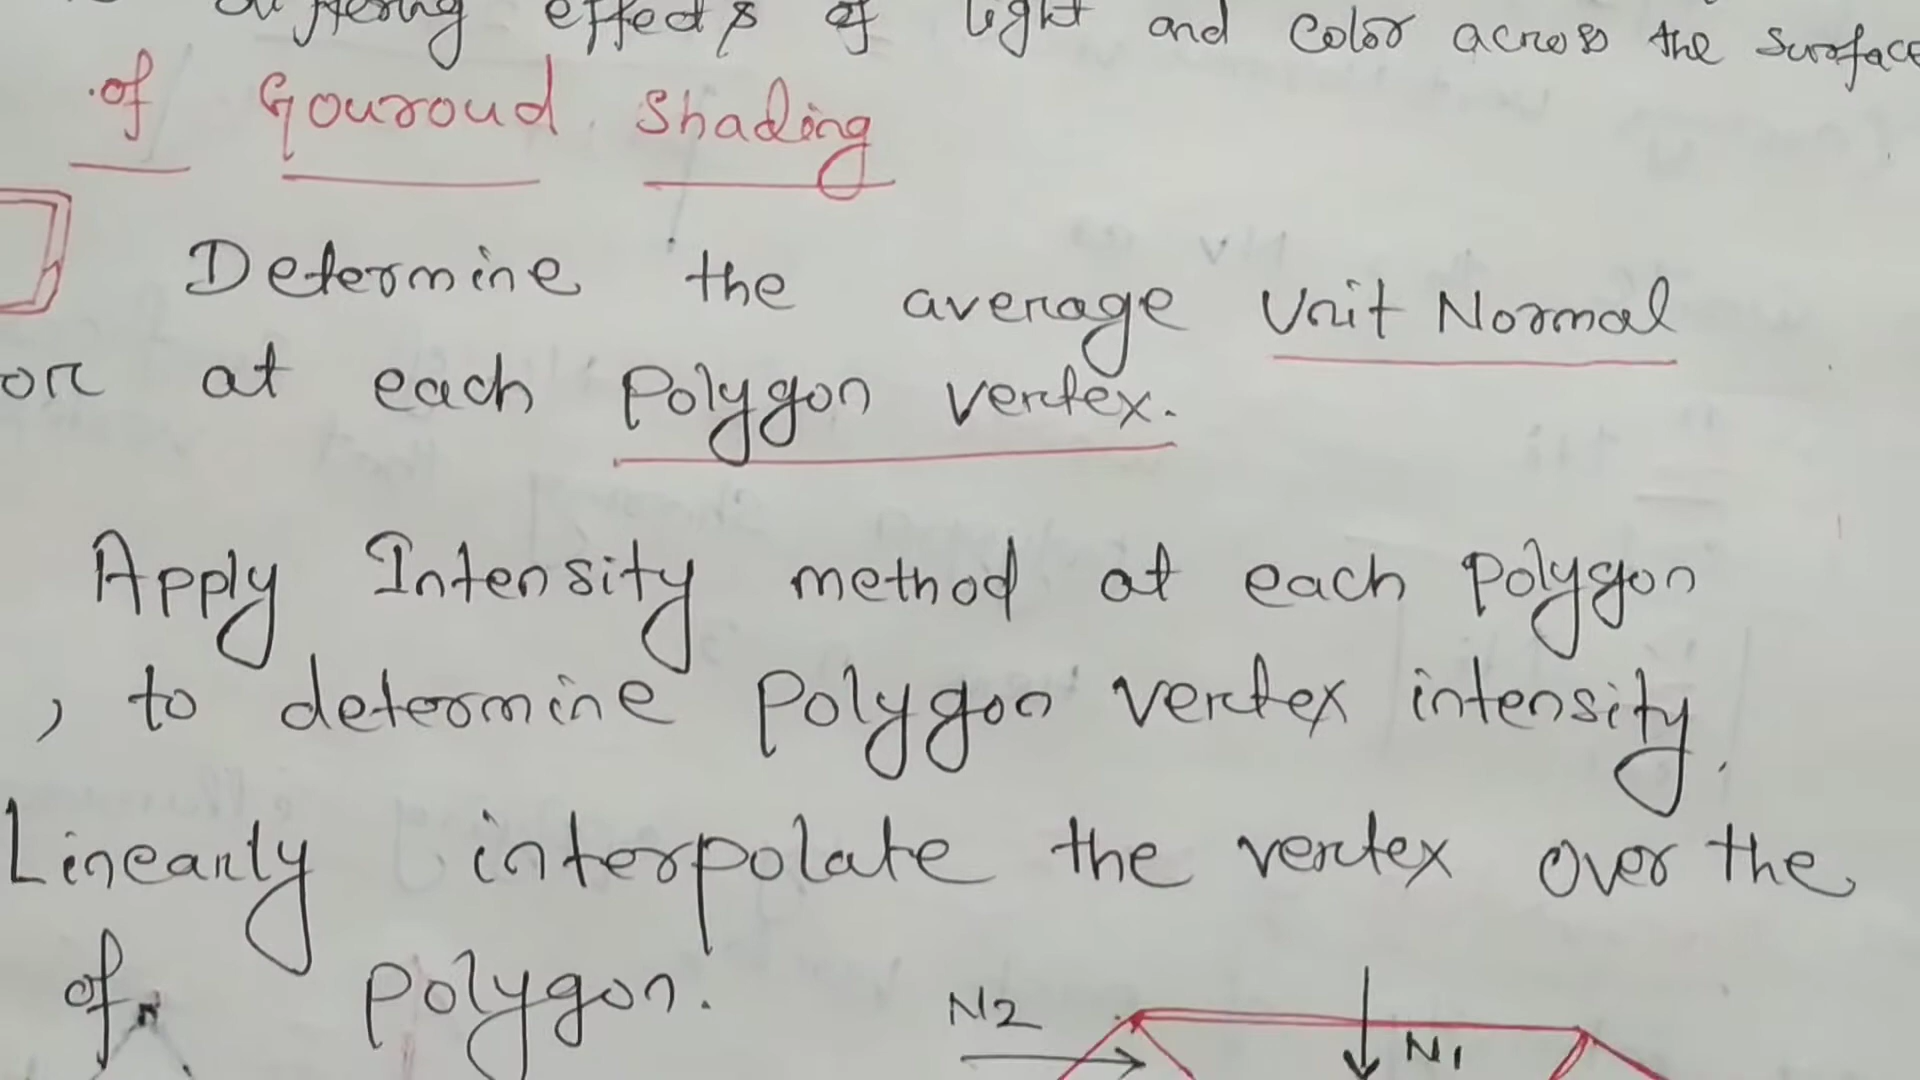 differing effects of light and color across the surface
of Gouroud Shading
Determine the average Unit Normal
or at each Polygon vertex.
Apply Intensity method at each Polygon
, to determine Polygon vertex intensity.
Linearly interpolate the vertex over the
of Polygon.
N2
N1